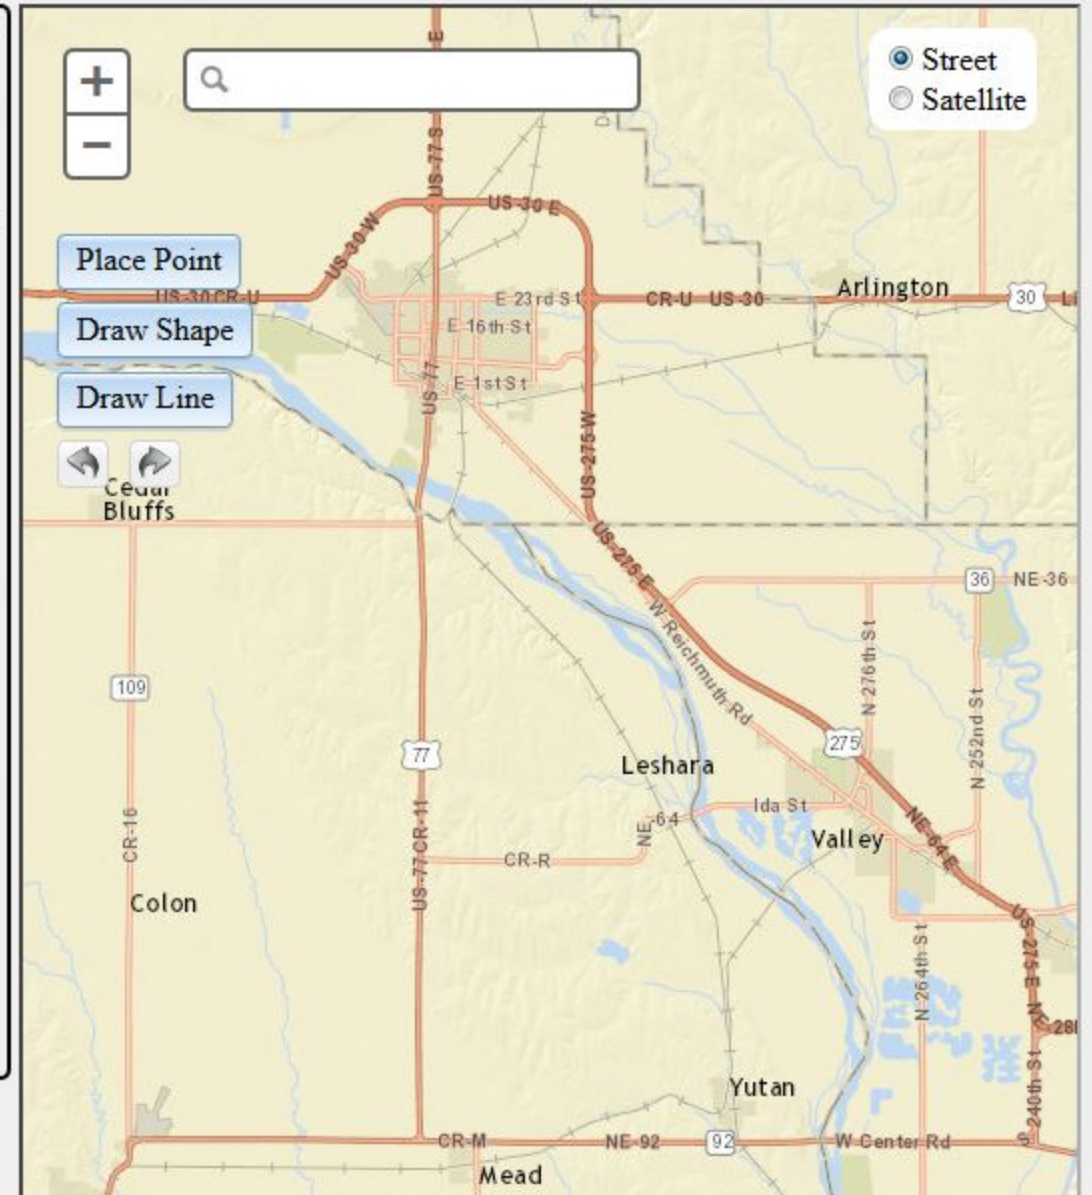 E
+
Street
Satellite
−
US-77 S
US-30 W
US-30 E
Place Point
US-30 CR-U
E 23rd St
CR-U
US-30
Arlington
30
Draw Shape
E 16th St
US-77
E 1st St
Draw Line
US-275 W
Cedar
Bluffs
US-275 E
36
NE-36
W Reichmuth Rd
N 276th St
109
N 252nd St
77
275
Leshara
Ida St
NE-64
CR-16
US-77 CR-11
Valley
NE-64 E
CR-R
Colon
US 275 E
N 264th St
NE
28
S 240th St
Yutan
CR-M
NE-92
92
W Center Rd
Mead